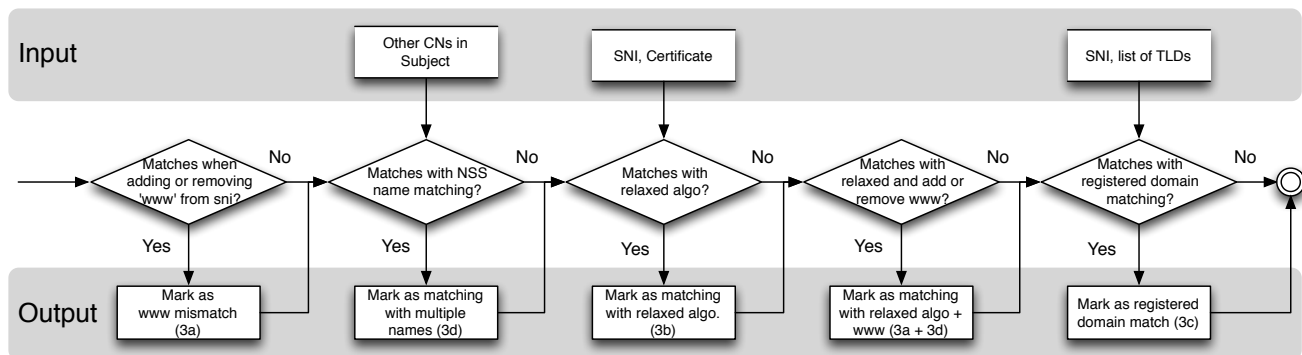 Input
Other CNs in
Subject
SNI, Certificate
SNI, list of TLDs
Matches when
adding or removing
'www' from sni?
No
Matches with NSS
name matching?
No
Matches with
relaxed algo?
No
Matches with
relaxed and add or
remove www?
No
Matches with
registered domain
matching?
No
Yes
Yes
Yes
Yes
Yes
Output
Mark as
www mismatch
(3a)
Mark as matching
with multiple
names (3d)
Mark as matching
with relaxed algo.
(3b)
Mark as matching
with relaxed algo +
www (3a + 3d)
Mark as registered
domain match (3c)